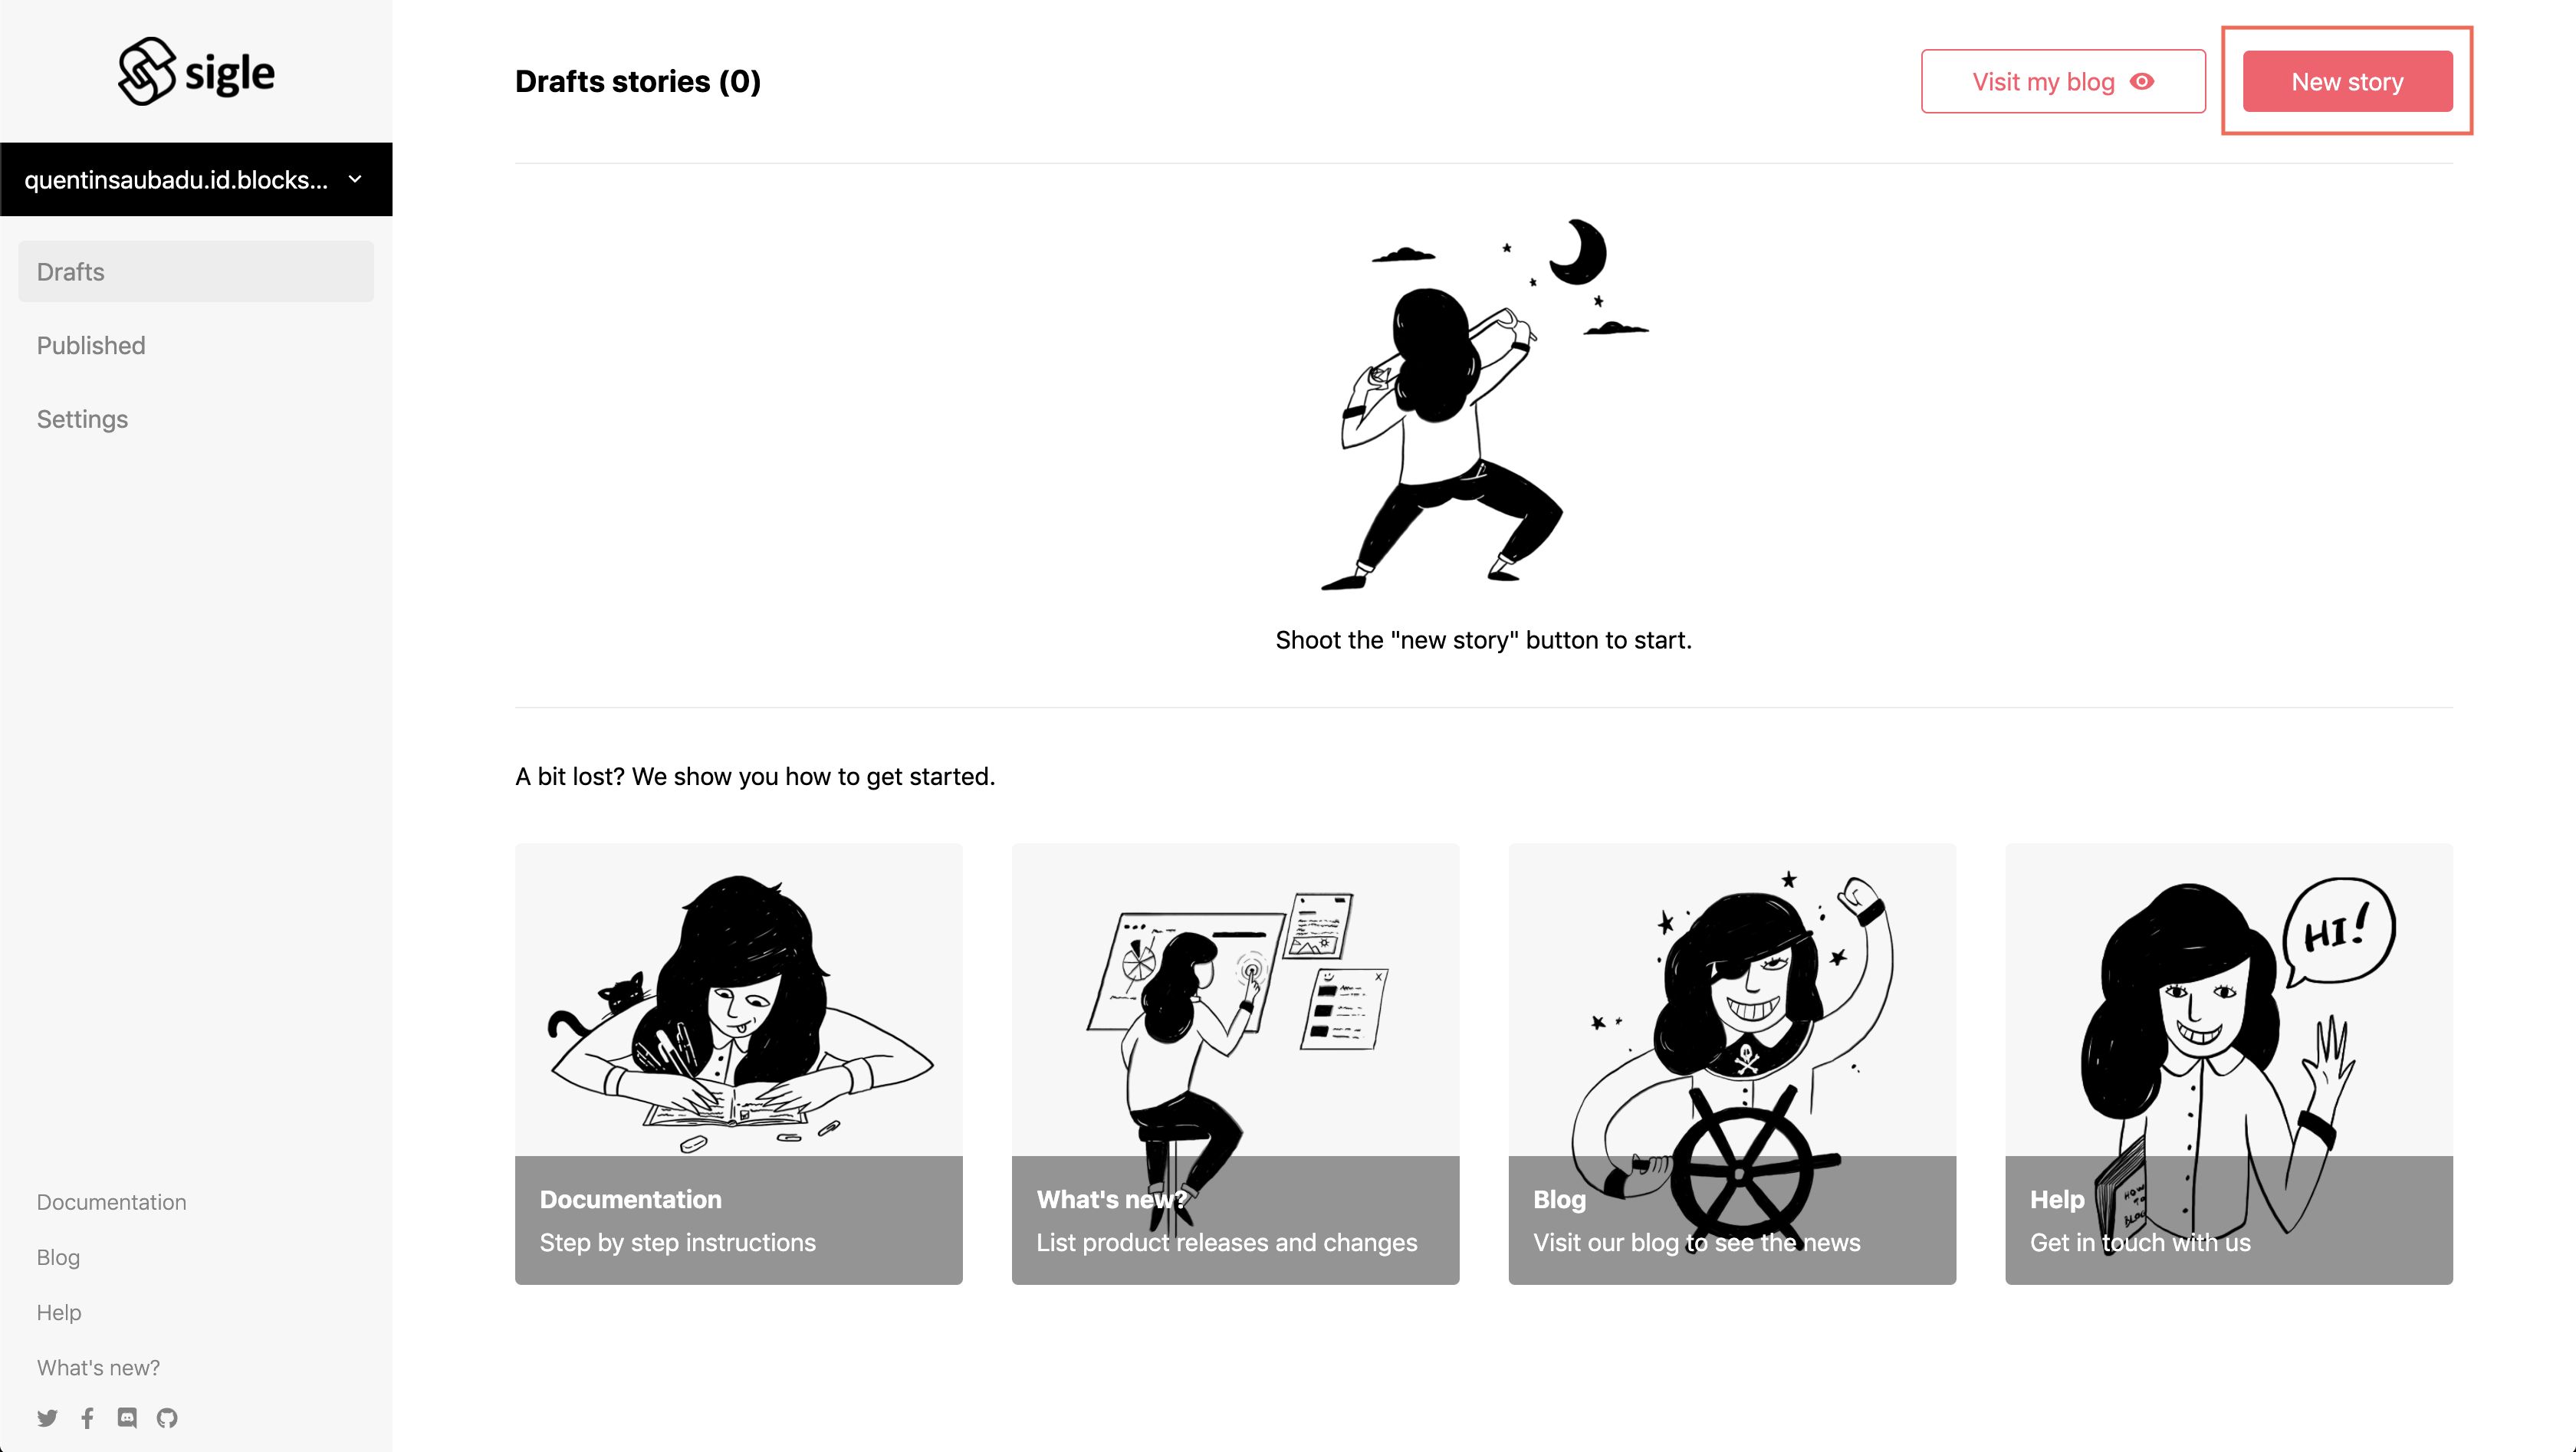 sigle
quentinsaubadu.id.blocks...
Drafts
Published
Settings
Documentation
Blog
Help
What's new?
Drafts stories (0)
Visit my blog
New story
Shoot the "new story" button to start.
A bit lost? We show you how to get started.
Documentation
Step by step instructions
What's new?
List product releases and changes
Blog
Visit our blog to see the news
HI!
HOW
TO
BLOG
Help
Get in touch with us